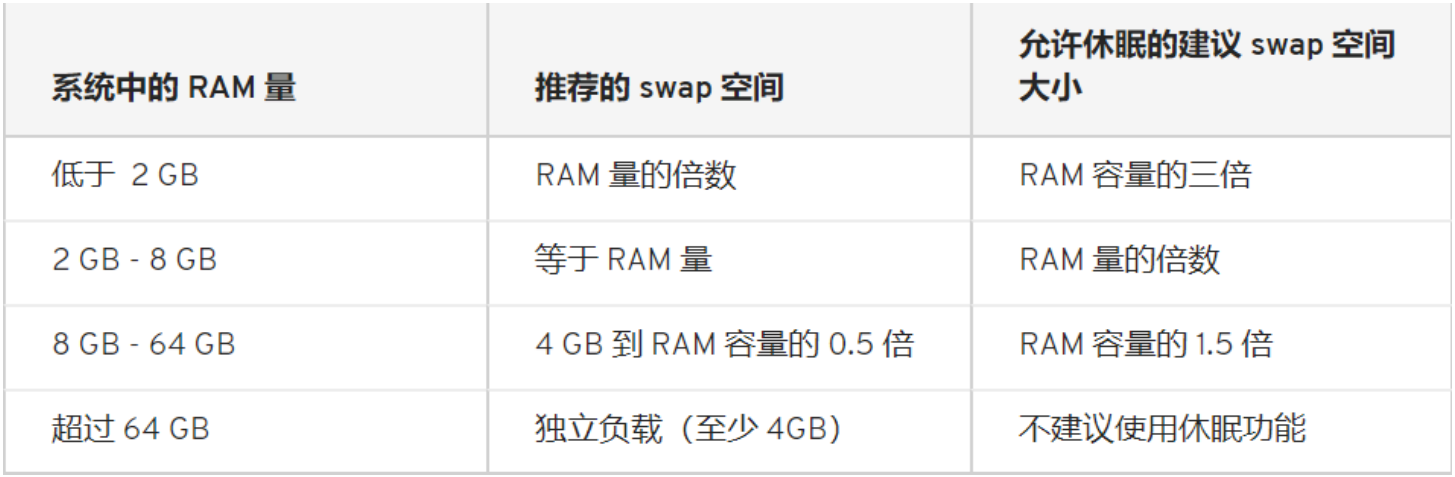 系统中的 RAM 量
推荐的 swap 空间
允许休眠的建议 swap 空间
大小
低于 2 GB
RAM 量的倍数
RAM 容量的三倍
2 GB - 8 GB
等于 RAM 量
RAM 量的倍数
8 GB - 64 GB
4 GB 到 RAM 容量的 0.5 倍
RAM 容量的 1.5 倍
超过 64 GB
独立负载（至少 4GB）
不建议使用休眠功能